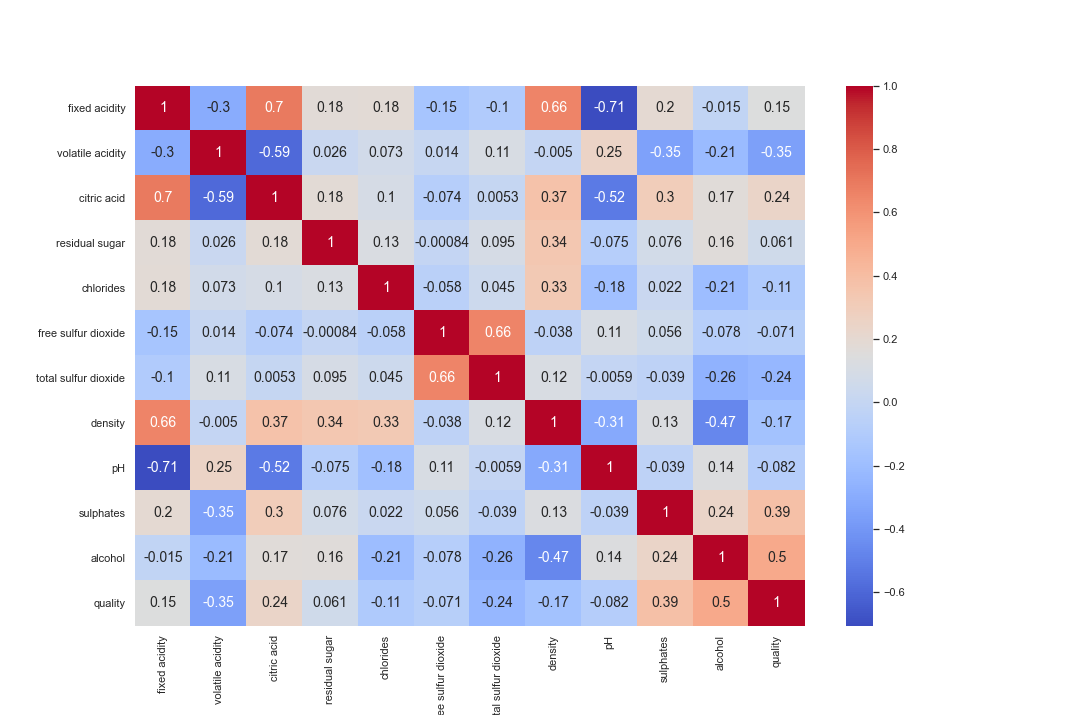 fixed acidity 1 -0.3 0.7 0.18 0.18 -0.15 -0.1 0.66 -0.71 0.2 -0.015 0.15
volatile acidity -0.3 1 -0.59 0.026 0.073 0.014 0.11 -0.005 0.25 -0.35 -0.21 -0.35
citric acid 0.7 -0.59 1 0.18 0.1 -0.074 0.0053 0.37 -0.52 0.3 0.17 0.24
residual sugar 0.18 0.026 0.18 1 0.13 -0.00084 0.095 0.34 -0.075 0.076 0.16 0.061
chlorides 0.18 0.073 0.1 0.13 1 -0.058 0.045 0.33 -0.18 0.022 -0.21 -0.11
free sulfur dioxide -0.15 0.014 -0.074 -0.00084 -0.058 1 0.66 -0.038 0.11 0.056 -0.078 -0.071
total sulfur dioxide -0.1 0.11 0.0053 0.095 0.045 0.66 1 0.12 -0.0059 -0.039 -0.26 -0.24
density 0.66 -0.005 0.37 0.34 0.33 -0.038 0.12 1 -0.31 0.13 -0.47 -0.17
pH -0.71 0.25 -0.52 -0.075 -0.18 0.11 -0.0059 -0.31 1 -0.039 0.14 -0.082
sulphates 0.2 -0.35 0.3 0.076 0.022 0.056 -0.039 0.13 -0.039 1 0.24 0.39
alcohol -0.015 -0.21 0.17 0.16 -0.21 -0.078 -0.26 -0.47 0.14 0.24 1 0.5
quality 0.15 -0.35 0.24 0.061 -0.11 -0.071 -0.24 -0.17 -0.082 0.39 0.5 1
fixed acidity
volatile acidity
citric acid
residual sugar
chlorides
ee sulfur dioxide
tal sulfur dioxide
density
pH
sulphates
alcohol
quality
1.0
0.8
0.6
0.4
0.2
0.0
−0.2
−0.4
−0.6